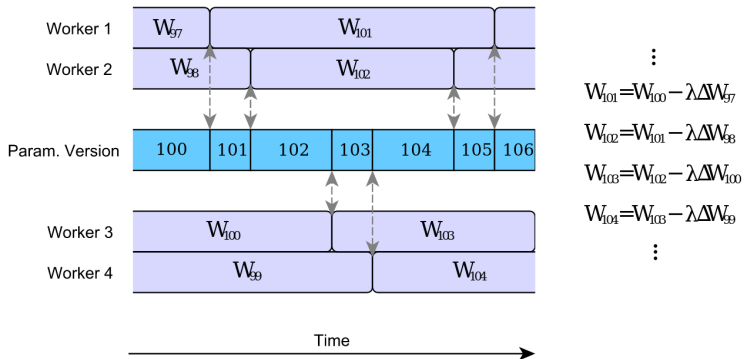 Worker 1 W97 W101
Worker 2 W98 W102
Param. Version 100 101 102 103 104 105 106
Worker 3 W100 W103
Worker 4 W99 W104
Time
⋮
W101=W100−λΔW97
W102=W101−λΔW98
W103=W102−λΔW100
W104=W103−λΔW99
⋮